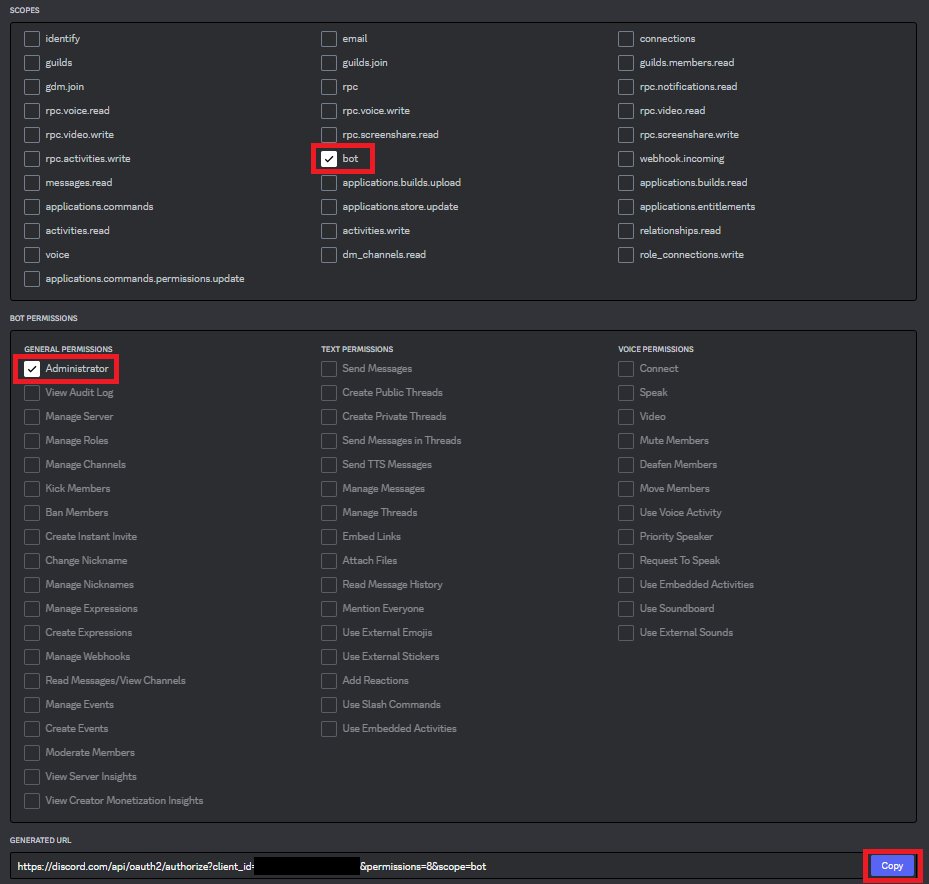 SCOPES
identify email connections
guilds guilds.join guilds.members.read
gdm.join rpc rpc.notifications.read
rpc.voice.read rpc.voice.write rpc.video.read
rpc.video.write rpc.screenshare.read rpc.screenshare.write
rpc.activities.write bot webhook.incoming
messages.read applications.builds.upload applications.builds.read
applications.commands applications.store.update applications.entitlements
activities.read activities.write relationships.read
voice dm_channels.read role_connections.write
applications.commands.permissions.update
BOT PERMISSIONS
GENERAL PERMISSIONS TEXT PERMISSIONS VOICE PERMISSIONS
Administrator Send Messages Connect
View Audit Log Create Public Threads Speak
Manage Server Create Private Threads Video
Manage Roles Send Messages in Threads Mute Members
Manage Channels Send TTS Messages Deafen Members
Kick Members Manage Messages Move Members
Ban Members Manage Threads Use Voice Activity
Create Instant Invite Embed Links Priority Speaker
Change Nickname Attach Files Request To Speak
Manage Nicknames Read Message History Use Embedded Activities
Manage Expressions Mention Everyone Use Soundboard
Create Expressions Use External Emojis Use External Sounds
Manage Webhooks Use External Stickers
Read Messages/View Channels Add Reactions
Manage Events Use Slash Commands
Create Events Use Embedded Activities
Moderate Members
View Server Insights
View Creator Monetization Insights
GENERATED URL
https://discord.com/api/oauth2/authorize?client_id= &permissions=8&scope=bot Copy